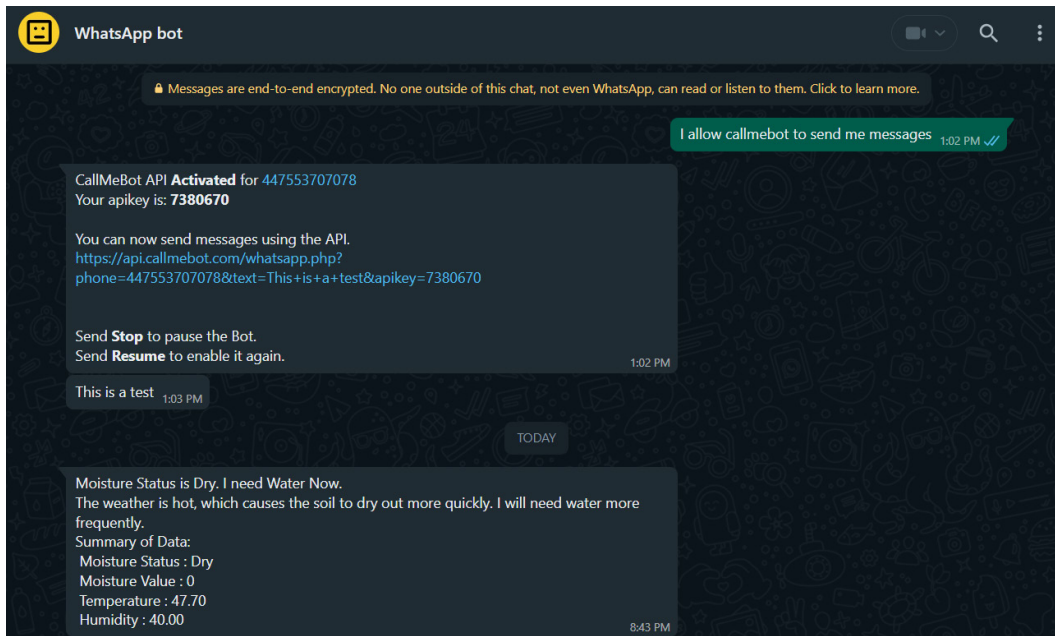 WhatsApp bot
Messages are end-to-end encrypted. No one outside of this chat, not even WhatsApp, can read or listen to them. Click to learn more.
I allow callmebot to send me messages 1:02 PM
CallMeBot API Activated for 447553707078
Your apikey is: 7380670
You can now send messages using the API.
https://api.callmebot.com/whatsapp.php?
phone=447553707078&text=This+is+a+test&apikey=7380670
Send Stop to pause the Bot.
Send Resume to enable it again.
1:02 PM
This is a test 1:03 PM
TODAY
Moisture Status is Dry. I need Water Now.
The weather is hot, which causes the soil to dry out more quickly. I will need water more
frequently.
Summary of Data:
Moisture Status : Dry
Moisture Value : 0
Temperature : 47.70
Humidity : 40.00
8:43 PM